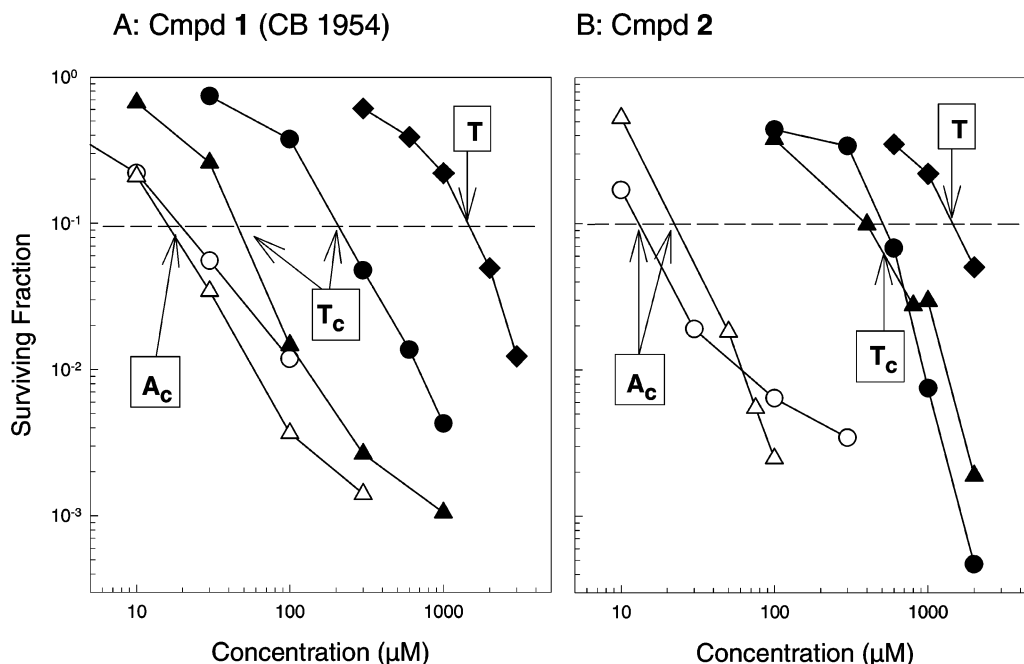 A: Cmpd 1 (CB 1954)
B: Cmpd 2
Surviving Fraction
10⁰
10⁻¹
10⁻²
10⁻³
T
Tc
Ac
10
100
1000
Concentration (μM)
T
Tc
Ac
10
100
1000
Concentration (μM)